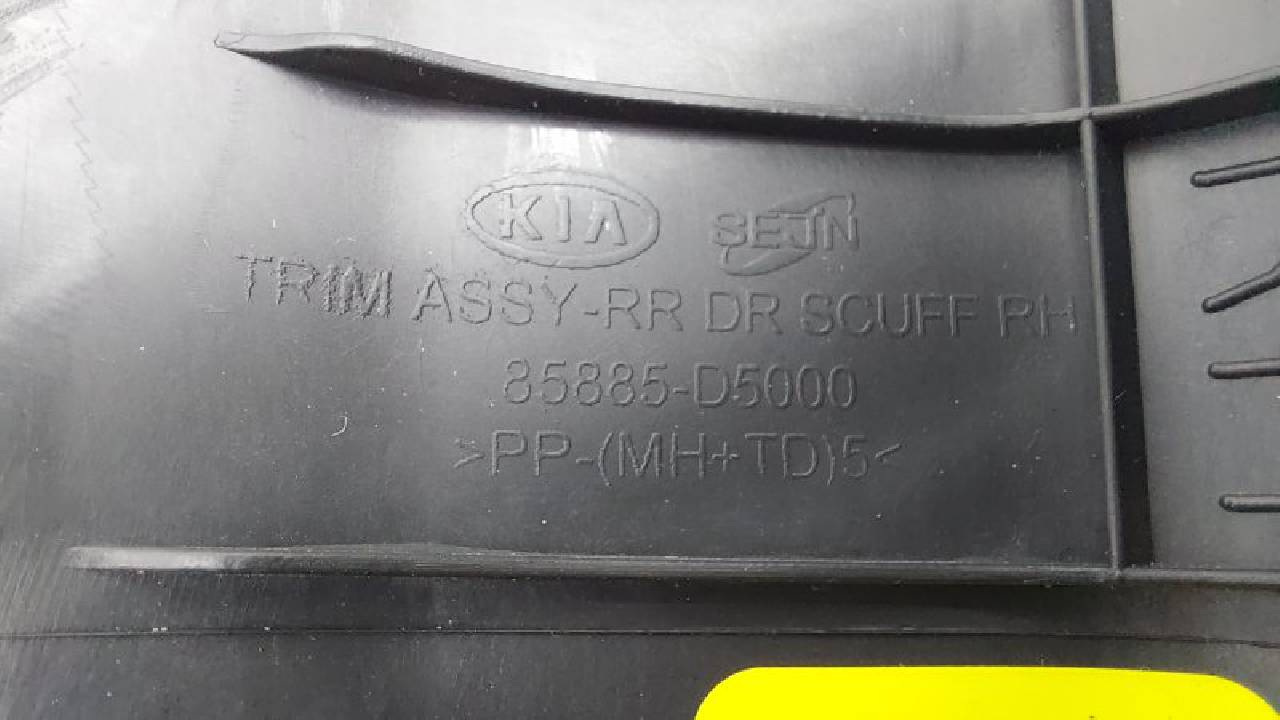 KIA SEJIN
TRIM ASSY-RR DR SCUFF RH
85885-D5000
>PP-(MH+TD)5<